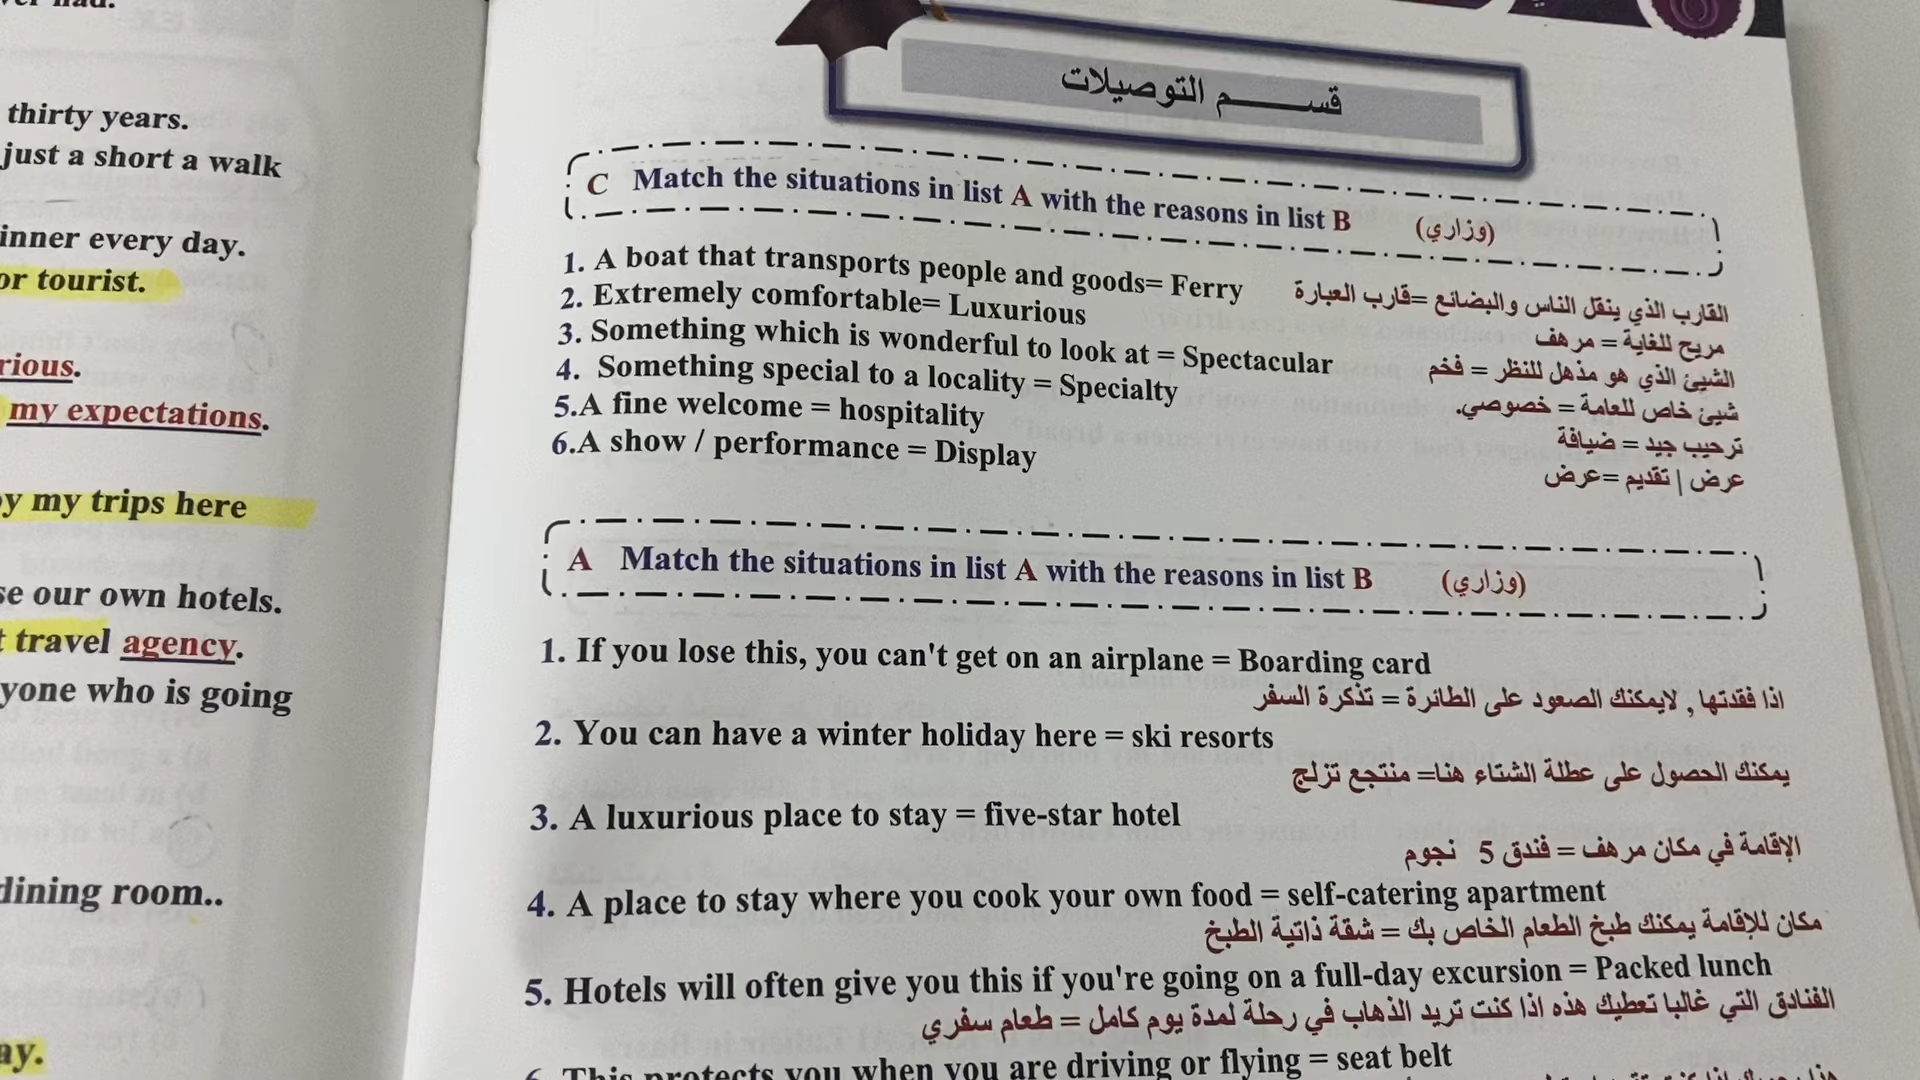 thirty years.
just a short a walk
inner every day.
or tourist.
my expectations.
my trips here
our own hotels.
travel agency.
who is going
dining room..
قســـــم التوصيلات
C Match the situations in list A with the reasons in list B (وزاري)
1. A boat that transports people and goods= Ferry القارب الذي ينقل الناس والبضائع =قارب العبارة
2. Extremely comfortable= Luxurious مريح للغاية = مرهف
3. Something which is wonderful to look at = Spectacular الشيئ الذي هو مذهل للنظر = فخم
4. Something special to a locality = Specialty شيئ خاص للعامة = خصوصي.
5.A fine welcome = hospitality ترحيب جيد = ضيافة
6.A show / performance = Display عرض | تقديم =عرض
A Match the situations in list A with the reasons in list B (وزاري)
1. If you lose this, you can't get on an airplane = Boarding card
اذا فقدتها , لايمكنك الصعود على الطائرة = تذكرة السفر
2. You can have a winter holiday here = ski resorts
يمكنك الحصول على عطلة الشتاء هنا= منتجع تزلج
3. A luxurious place to stay = five-star hotel
الإقامة في مكان مرهف = فندق 5 نجوم
4. A place to stay where you cook your own food = self-catering apartment
مكان للإقامة يمكنك طبخ الطعام الخاص بك = شقة ذاتية الطبخ
5. Hotels will often give you this if you're going on a full-day excursion = Packed lunch
الفنادق التي غالبا تعطيك هذه اذا كنت تريد الذهاب في رحلة لمدة يوم كامل = طعام سفري
6. This protects you when you are driving or flying = seat belt